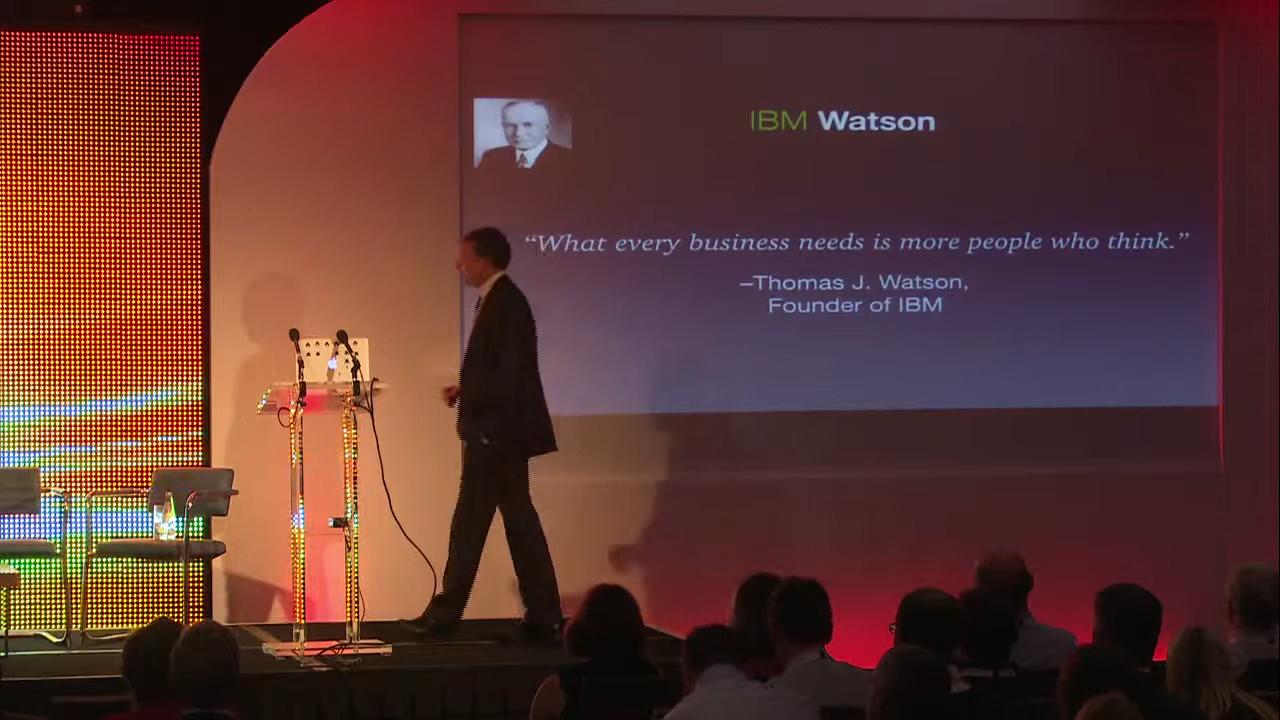 IBM Watson
“What every business needs is more people who think.”
–Thomas J. Watson,
Founder of IBM